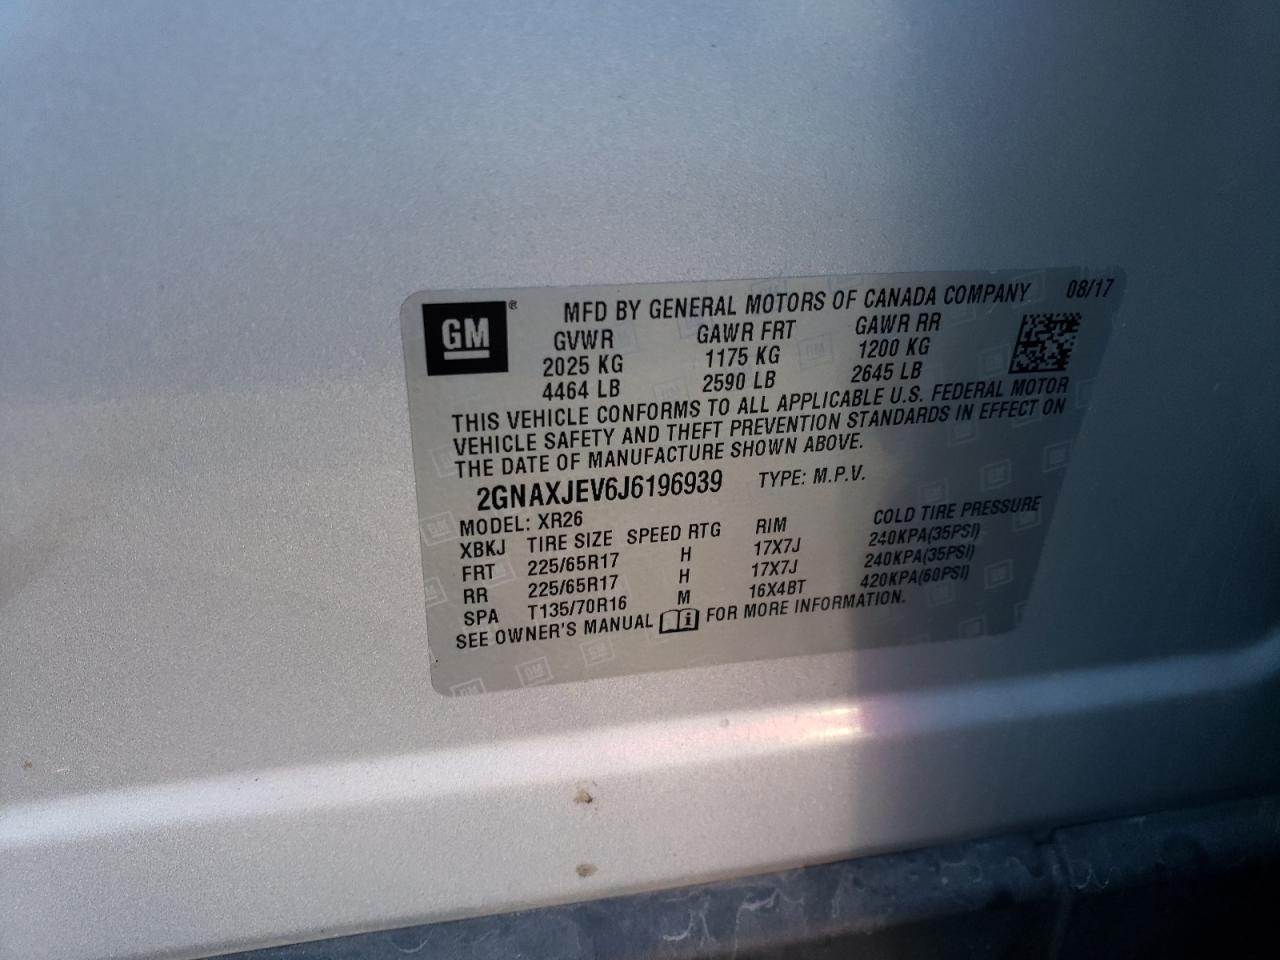 GM ® MFD BY GENERAL MOTORS OF CANADA COMPANY 08/17
GVWR GAWR FRT GAWR RR
2025 KG 1175 KG 1200 KG
4464 LB 2590 LB 2645 LB
THIS VEHICLE CONFORMS TO ALL APPLICABLE U.S. FEDERAL MOTOR
VEHICLE SAFETY AND THEFT PREVENTION STANDARDS IN EFFECT ON
THE DATE OF MANUFACTURE SHOWN ABOVE.
2GNAXJEV6J6196939 TYPE: M.P.V.
MODEL: XR26
XBKJ TIRE SIZE SPEED RTG RIM COLD TIRE PRESSURE
FRT 225/65R17 H 17X7J 240KPA(35PSI)
RR 225/65R17 H 17X7J 240KPA(35PSI)
SPA T135/70R16 M 16X4BT 420KPA(60PSI)
SEE OWNER'S MANUAL FOR MORE INFORMATION.